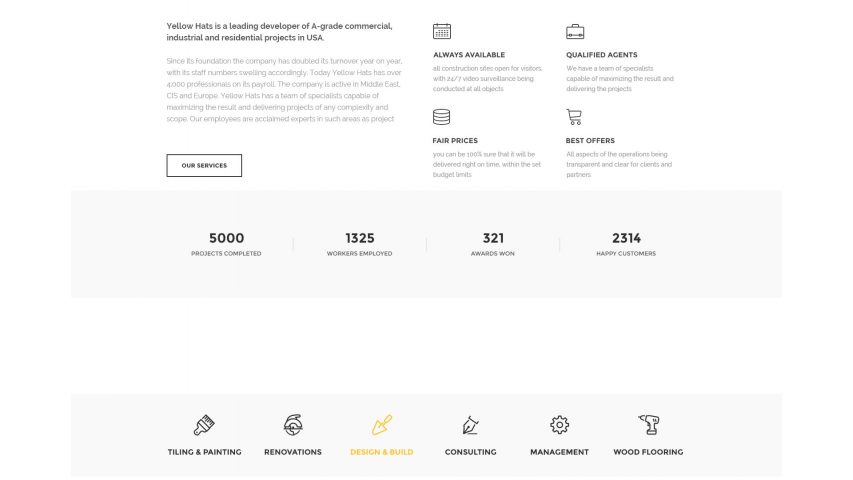 Yellow Hats is a leading developer of A-grade commercial,
industrial and residential projects in USA.
Since its foundation the company has doubled its turnover year on year,
with its staff numbers swelling accordingly. Today Yellow Hats has over
4,000 professionals on its payroll. The company is active in Middle East,
CIS and Europe. Yellow Hats has a team of specialists capable of
maximizing the result and delivering projects of any complexity and
scope. Our employees are acclaimed experts in such areas as project
OUR SERVICES
ALWAYS AVAILABLE
all construction sites open for visitors,
with 24/7 video surveillance being
conducted at all objects
QUALIFIED AGENTS
We have a team of specialists
capable of maximizing the result and
delivering the projects
FAIR PRICES
you can be 100% sure that it will be
delivered right on time, within the set
budget limits
BEST OFFERS
All aspects of the operations being
transparent and clear for clients and
partners
5000
PROJECTS COMPLETED
1325
WORKERS EMPLOYED
321
AWARDS WON
2314
HAPPY CUSTOMERS
TILING & PAINTING
RENOVATIONS
DESIGN & BUILD
CONSULTING
MANAGEMENT
WOOD FLOORING